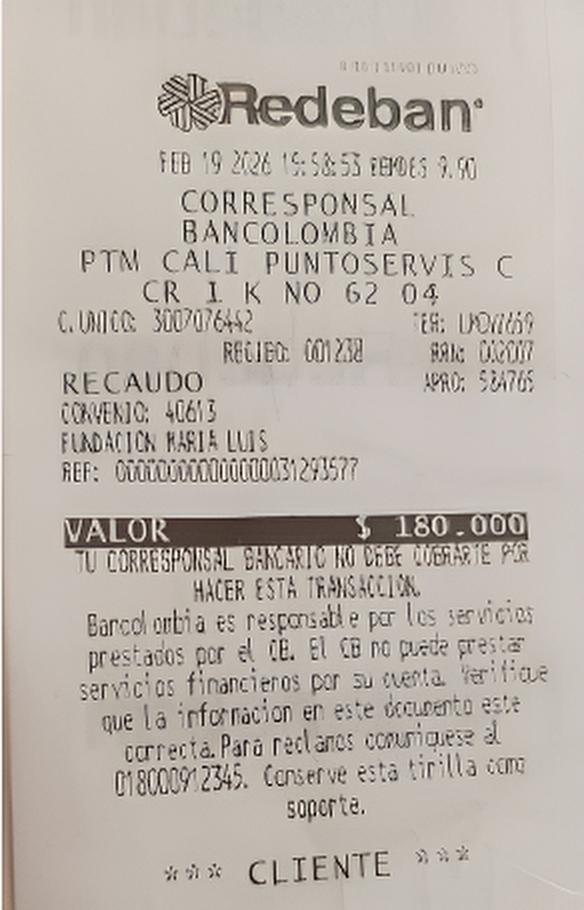 Redeban
FEB 19 2026 15:58:53 RBMDES 9.90
CORRESPONSAL
BANCOLOMBIA
PTM CALI PUNTOSERVIS C
CR 1 K NO 62 04
C.UNICO: 3007076442 TER:
RECIBO: 001238 RRN: 002007
RECAUDO APRO: 584765
CONVENIO: 40613
FUNDACION MARIA LUIS
REF: 0000000000000000031293577
VALOR $ 180.000
TU CORRESPONSAL BANCARIO NO DEBE COBRARTE POR
HACER ESTA TRANSACCION.
Bancolombia es responsable por los servicios
prestados por el CB. El CB no puede prestar
servicios financieros por su cuenta. Verifique
que la informacion en este documento este
correcta.Para reclamos comuniquese al
018000912345. Conserve esta tirilla como
soporte.
*** CLIENTE ***